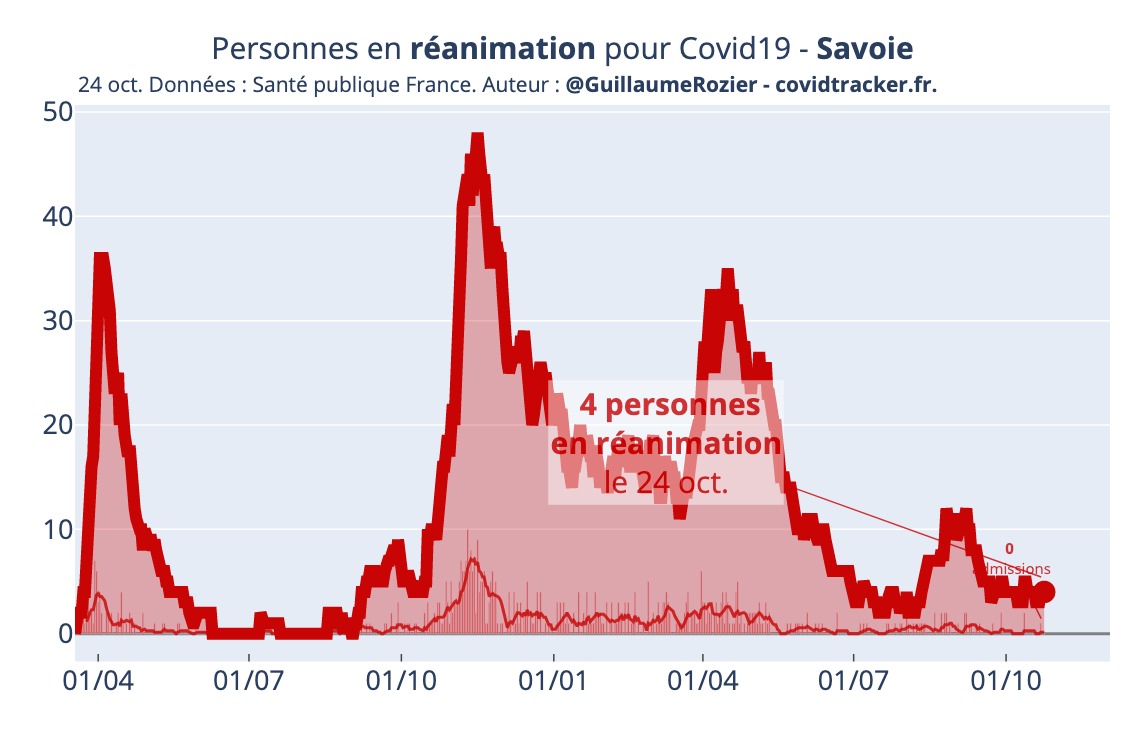 Personnes en réanimation pour Covid19 - Savoie
24 oct. Données : Santé publique France. Auteur : @GuillaumeRozier - covidtracker.fr.
50
40
30
20
10
0
4 personnes
en réanimation
le 24 oct.
0
admissions
01/04
01/07
01/10
01/01
01/04
01/07
01/10